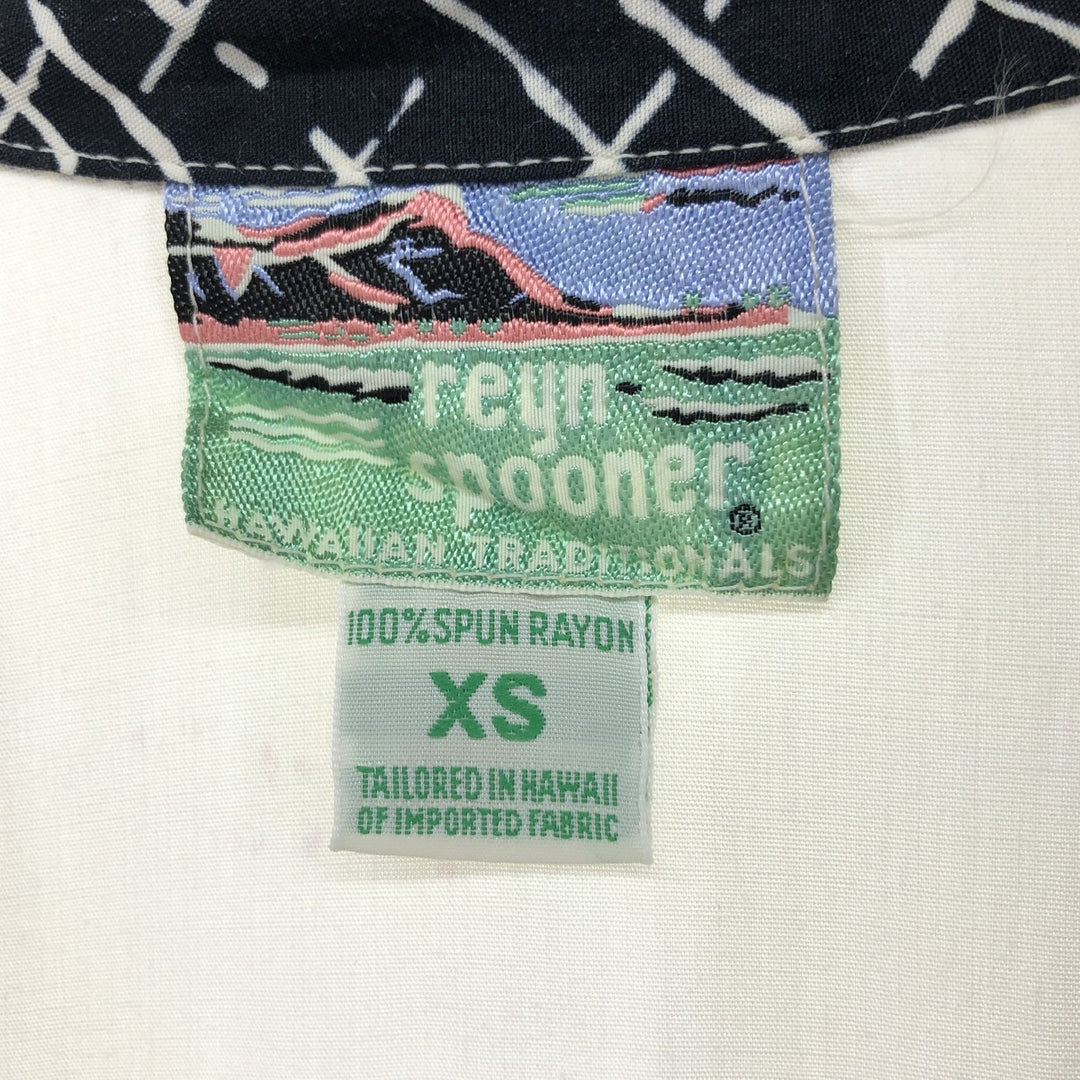 reyn
spooner®
HAWAIIAN TRADITIONALS
100% SPUN RAYON
XS
TAILORED IN HAWAII
OF IMPORTED FABRIC